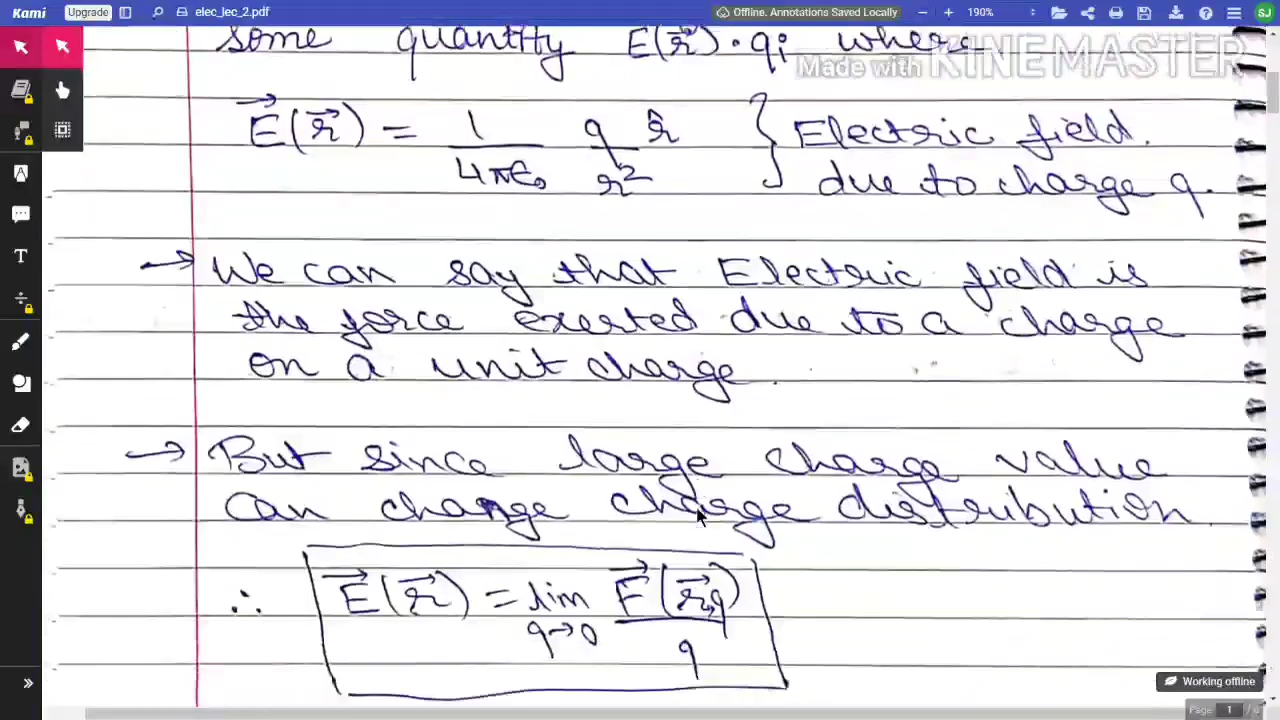 Kami Upgrade elec_lec_2.pdf Offline. Annotations Saved Locally 190% SJ
some quantity E(r⃗)·q; where
Made with KINEMASTER
E⃗(r⃗) = 1/4πε₀ q/r² r̂ } Electric field.
due to charge q.
→ We can say that Electric field is
the force exerted due to a charge
on a unit charge.
→ But since large charge value
can change charge distribution.
∴ E⃗(r⃗) = lim q→0 F⃗(r⃗,q)/q
Working offline
Page: 1 /